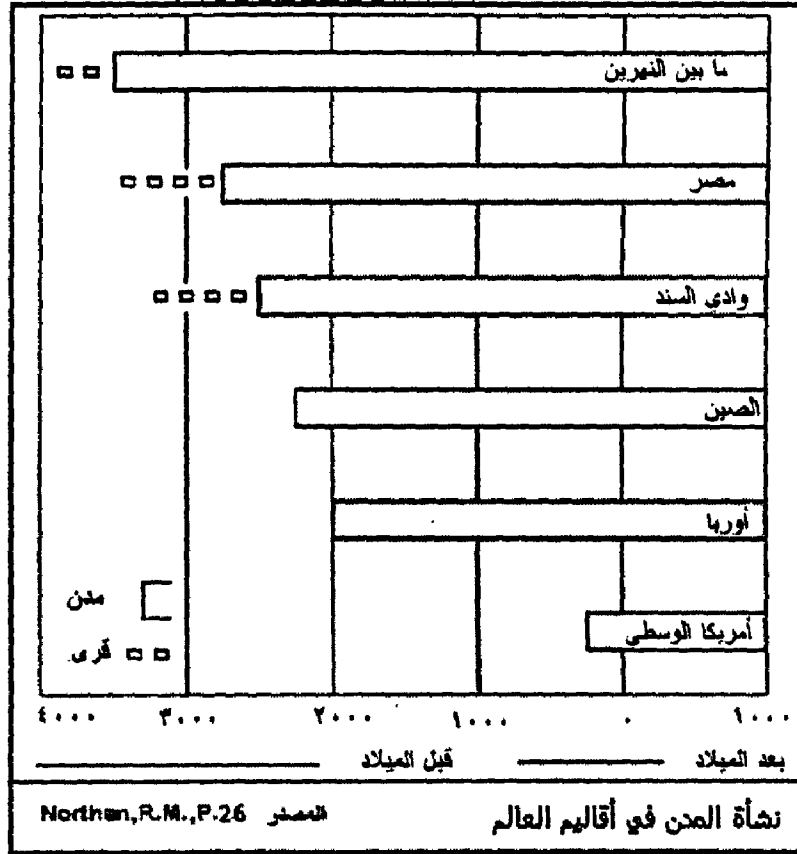 ما بين النهرين
مصر
وادي السند
الصين
أوربا
أمريكا الوسطى
مدن
قرى
٤٠٠٠ ٣٠٠٠ ٢٠٠٠ ١٠٠٠ ٠ ١٠٠٠
بعد الميلاد قبل الميلاد
نشأة المدن في أقاليم العالم
المصدر Northan,R.M.,P.26